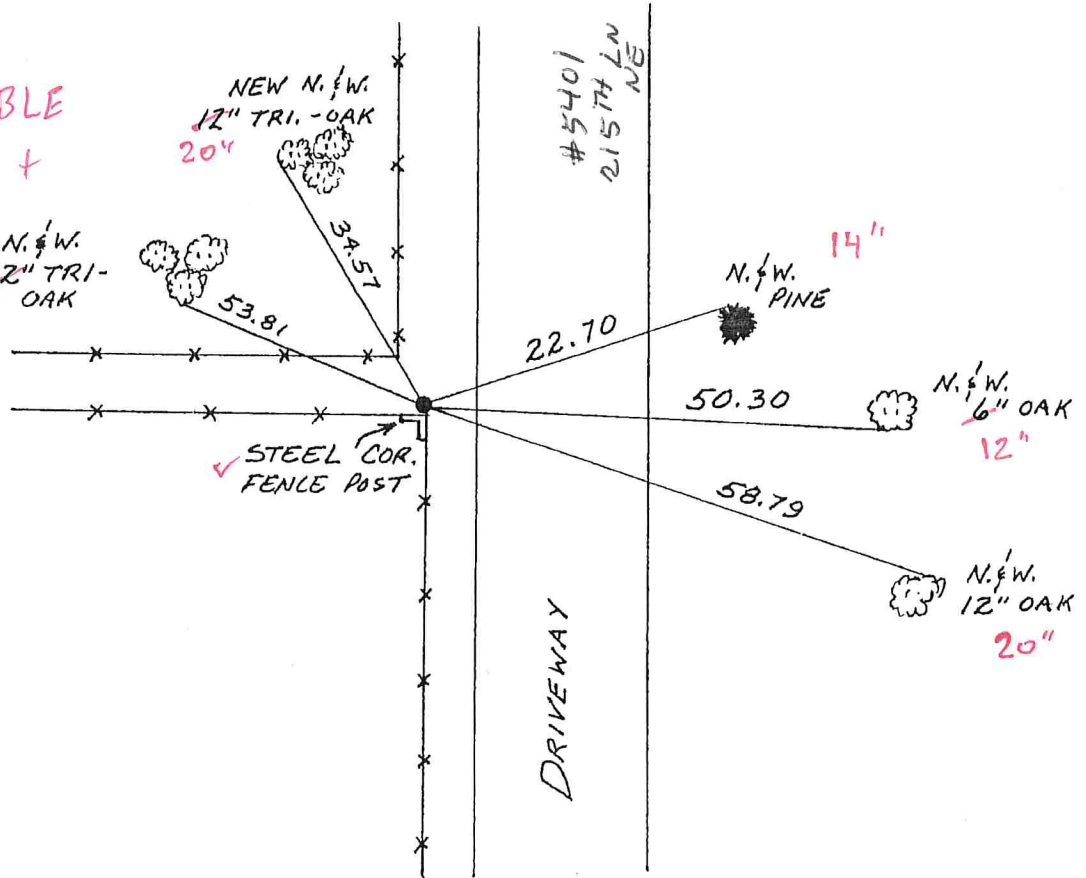 BLE
NEW N. & W.
12" TRI. - OAK
20"
#5401
215TH LN
NE
N. & W.
2" TRI-
OAK
34.57
53.81
14"
N. & W.
PINE
22.70
50.30
N. & W.
6" OAK
12"
STEEL COR.
FENCE POST
58.79
N. & W.
12" OAK
20"
DRIVEWAY